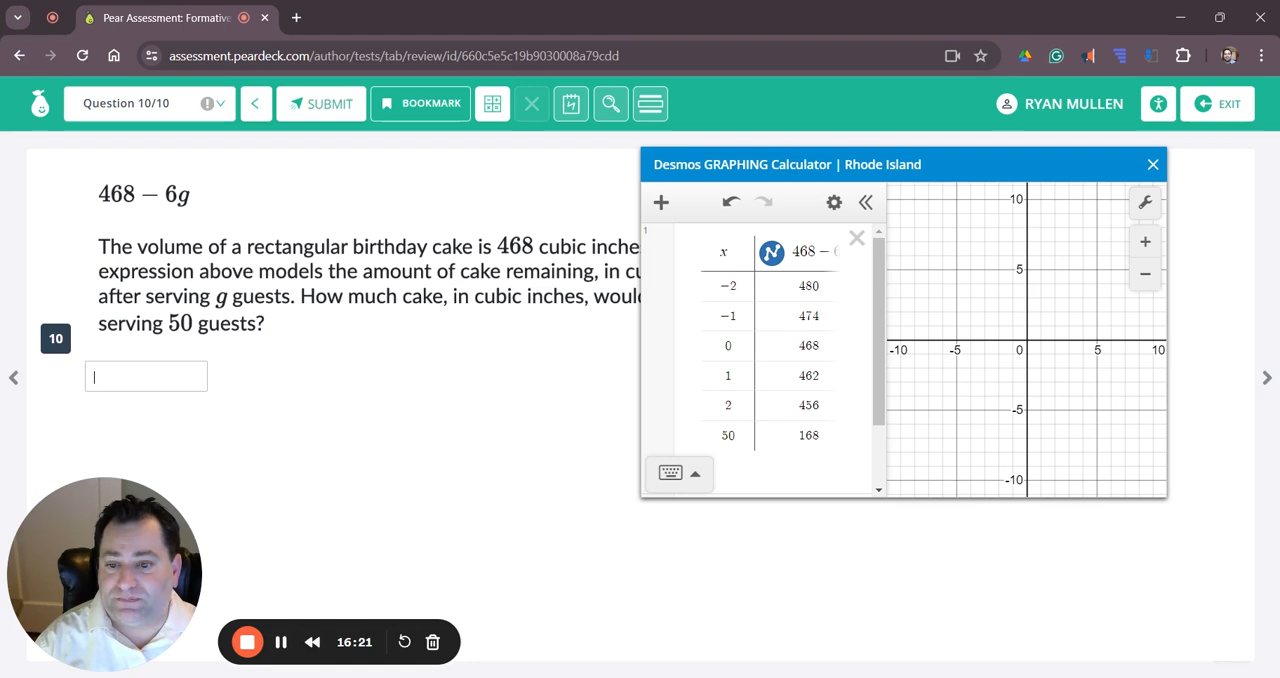 Pear Assessment: Formative
assessment.peardeck.com/author/tests/tab/review/id/660c5e5c19b9030008a79cdd
Question 10/10
SUBMIT
BOOKMARK
RYAN MULLEN
EXIT
468 − 6g
The volume of a rectangular birthday cake is 468 cubic inche
expression above models the amount of cake remaining, in cu
after serving g guests. How much cake, in cubic inches, would
serving 50 guests?
10
Desmos GRAPHING Calculator | Rhode Island
1
x 468 − 6
−2 480
−1 474
0 468
1 462
2 456
50 168
10
5
-10 -5 0 5 10
-5
-10
16:21